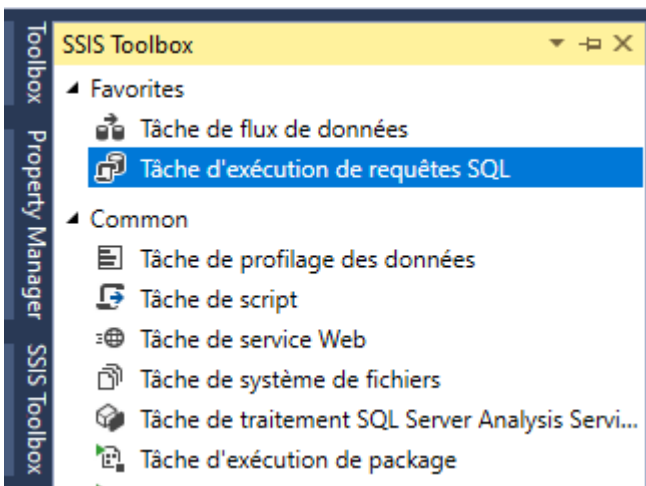 Toolbox
Property Manager
SSIS Toolbox
SSIS Toolbox
Favorites
Tâche de flux de données
Tâche d'exécution de requêtes SQL
Common
Tâche de profilage des données
Tâche de script
Tâche de service Web
Tâche de système de fichiers
Tâche de traitement SQL Server Analysis Servi...
Tâche d'exécution de package